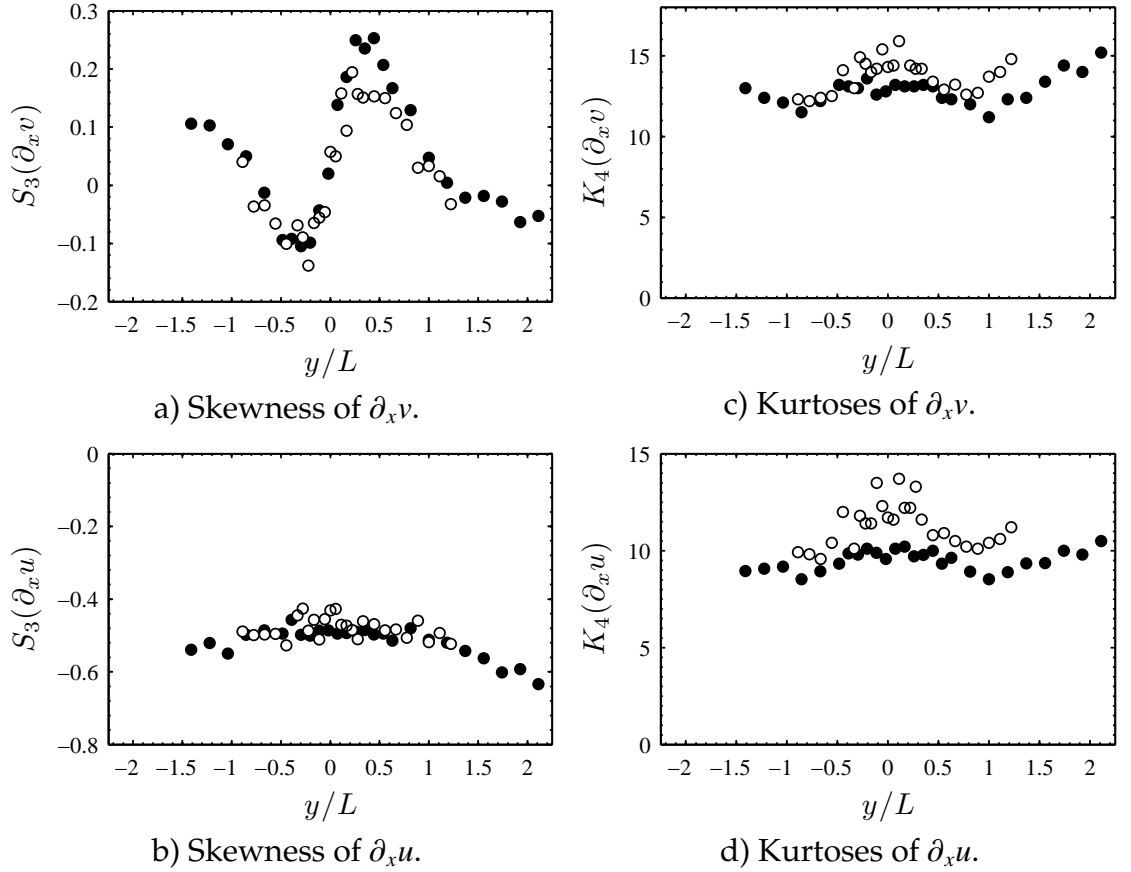 0.3
0.2
0.1
0
−0.1
−0.2
S₃(∂ₓv)
−2 −1.5 −1 −0.5 0 0.5 1 1.5 2
y/L
a) Skewness of ∂ₓv.
15
10
5
0
K₄(∂ₓv)
−2 −1.5 −1 −0.5 0 0.5 1 1.5 2
y/L
c) Kurtoses of ∂ₓv.
0
−0.2
−0.4
−0.6
−0.8
S₃(∂ₓu)
−2 −1.5 −1 −0.5 0 0.5 1 1.5 2
y/L
b) Skewness of ∂ₓu.
15
10
5
0
K₄(∂ₓu)
−2 −1.5 −1 −0.5 0 0.5 1 1.5 2
y/L
d) Kurtoses of ∂ₓu.